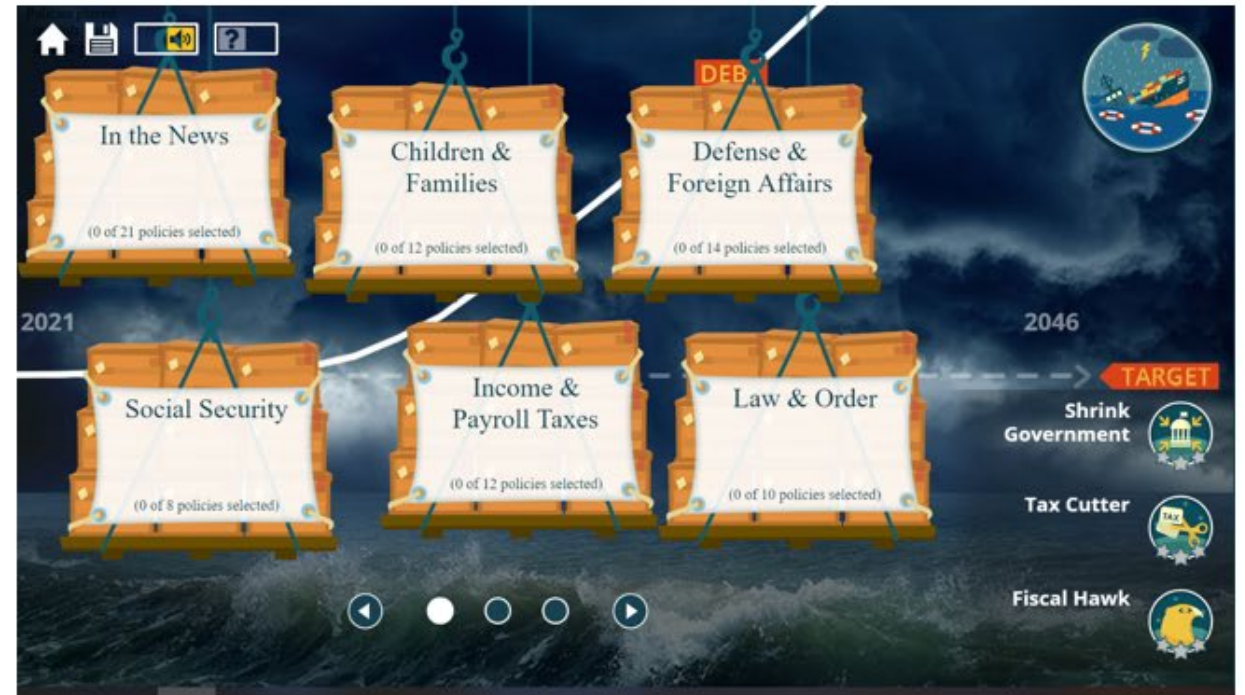 ?
DEB
In the News
(0 of 21 policies selected)
Children &
Families
(0 of 12 policies selected)
Defense &
Foreign Affairs
(0 of 14 policies selected)
2021
2046
TARGET
Social Security
(0 of 8 policies selected)
Income &
Payroll Taxes
(0 of 12 policies selected)
Law & Order
(0 of 10 policies selected)
Shrink
Government
Tax Cutter
TAX
Fiscal Hawk